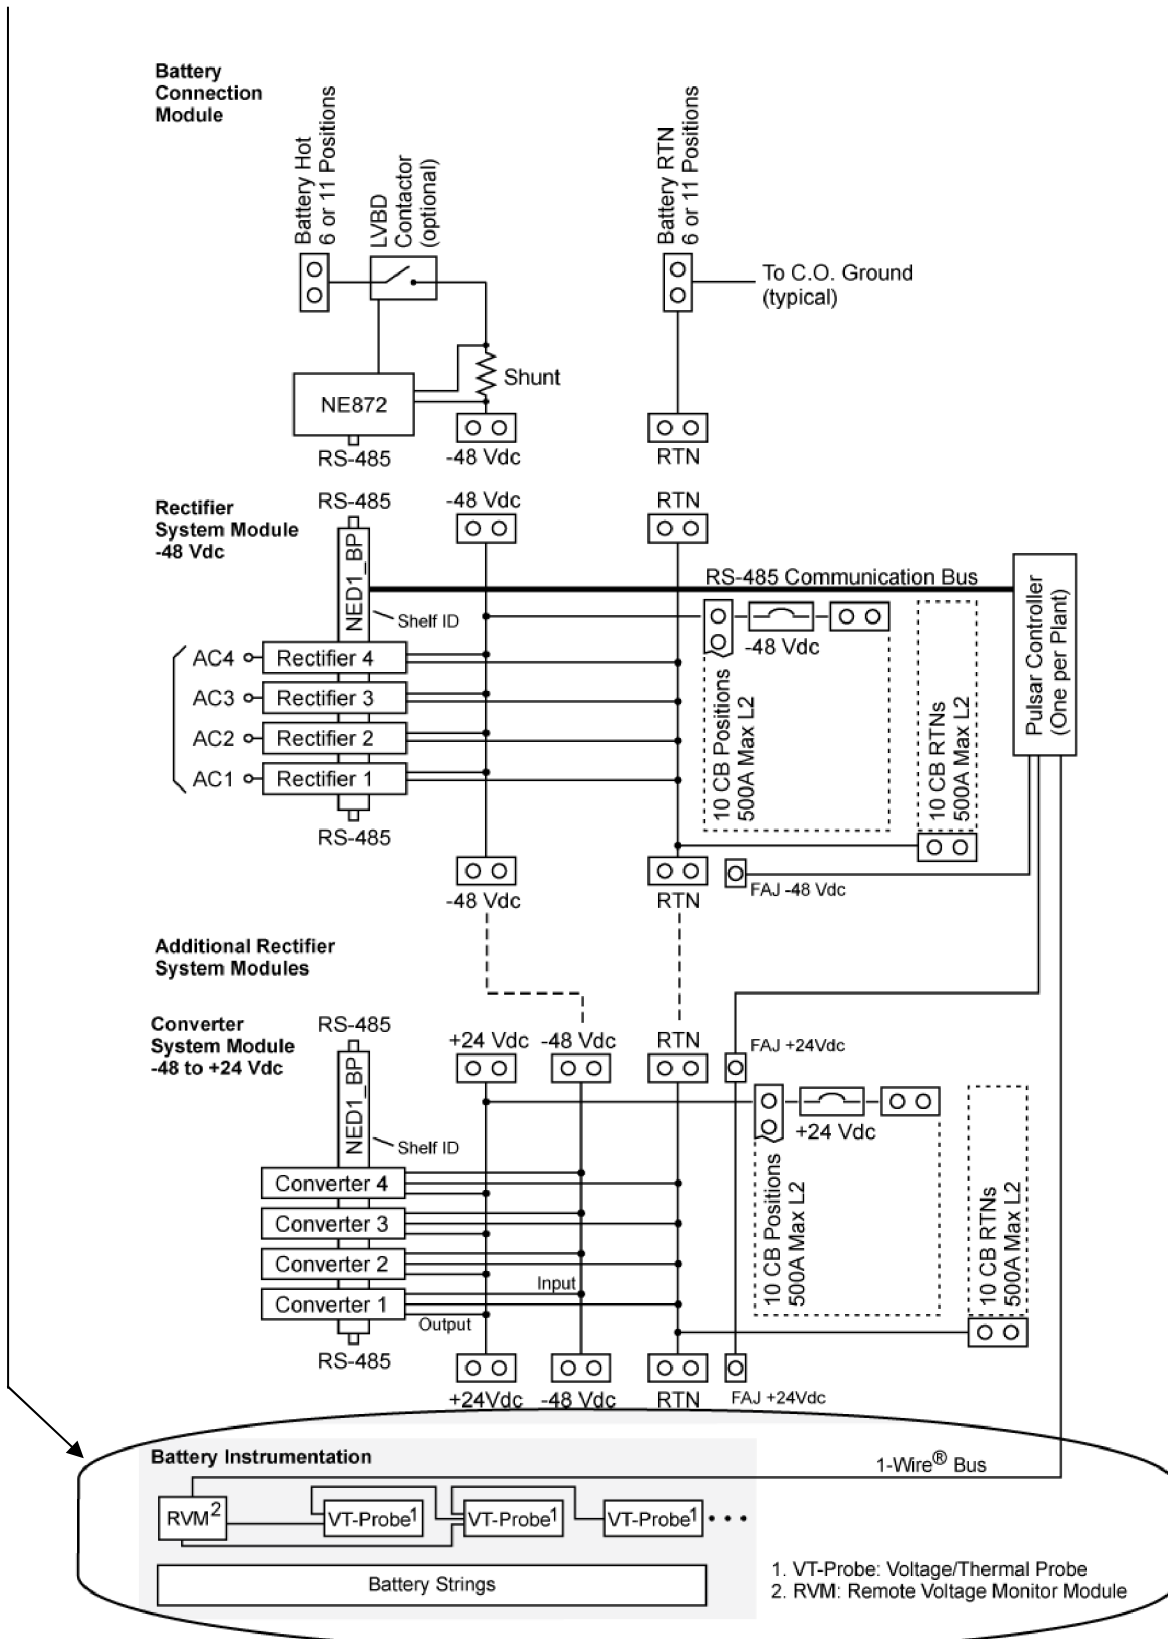 Battery
Connection
Module
Battery Hot
6 or 11 Positions
LVBD
Contactor
(optional)
Battery RTN
6 or 11 Positions
To C.O. Ground
(typical)
Shunt
NE872
RS-485
-48 Vdc
RTN
Rectifier
System Module
-48 Vdc
RS-485
-48 Vdc
RTN
NED1_BP
Shelf ID
RS-485 Communication Bus
Pulsar Controller
(One per Plant)
-48 Vdc
10 CB Positions
500A Max L2
10 CB RTNs
500A Max L2
AC4
Rectifier 4
AC3
Rectifier 3
AC2
Rectifier 2
AC1
Rectifier 1
RS-485
-48 Vdc
RTN
FAJ -48 Vdc
Additional Rectifier
System Modules
Converter
System Module
-48 to +24 Vdc
RS-485
+24 Vdc
-48 Vdc
RTN
FAJ +24Vdc
NED1_BP
Shelf ID
+24 Vdc
10 CB Positions
500A Max L2
10 CB RTNs
500A Max L2
Converter 4
Converter 3
Converter 2
Converter 1
Input
Output
RS-485
+24Vdc
-48 Vdc
RTN
FAJ +24Vdc
Battery Instrumentation
1-Wire® Bus
RVM2
VT-Probe1
VT-Probe1
VT-Probe1
Battery Strings
1. VT-Probe: Voltage/Thermal Probe
2. RVM: Remote Voltage Monitor Module